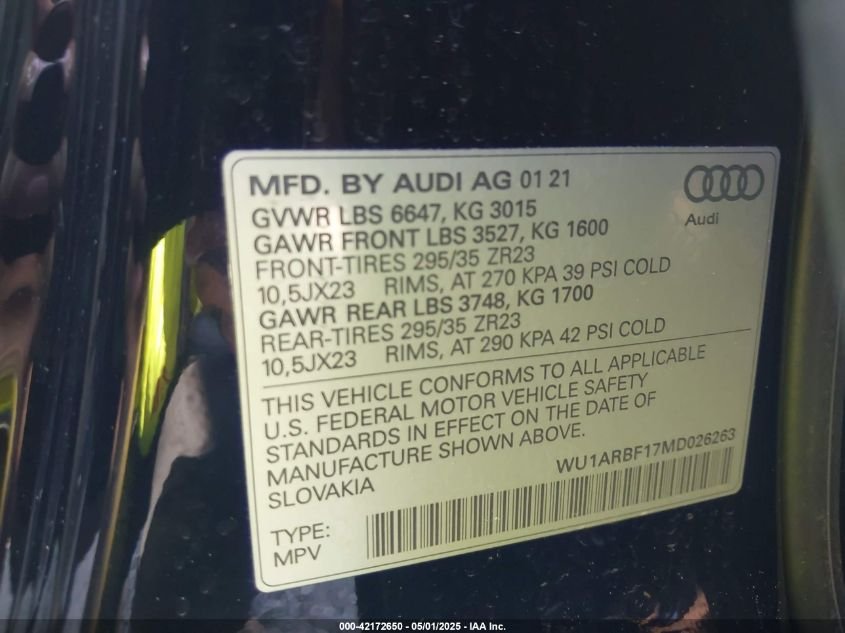 MFD. BY AUDI AG 01 21
Audi
GVWR LBS 6647, KG 3015
GAWR FRONT LBS 3527, KG 1600
FRONT-TIRES 295/35 ZR23
10,5JX23 RIMS, AT 270 KPA 39 PSI COLD
GAWR REAR LBS 3748, KG 1700
REAR-TIRES 295/35 ZR23
10,5JX23 RIMS, AT 290 KPA 42 PSI COLD
THIS VEHICLE CONFORMS TO ALL APPLICABLE
U.S. FEDERAL MOTOR VEHICLE SAFETY
STANDARDS IN EFFECT ON THE DATE OF
MANUFACTURE SHOWN ABOVE.
SLOVAKIA
WU1ARBF17MD026263
TYPE:
MPV
000-42172650 - 05/01/2025 - IAA Inc.